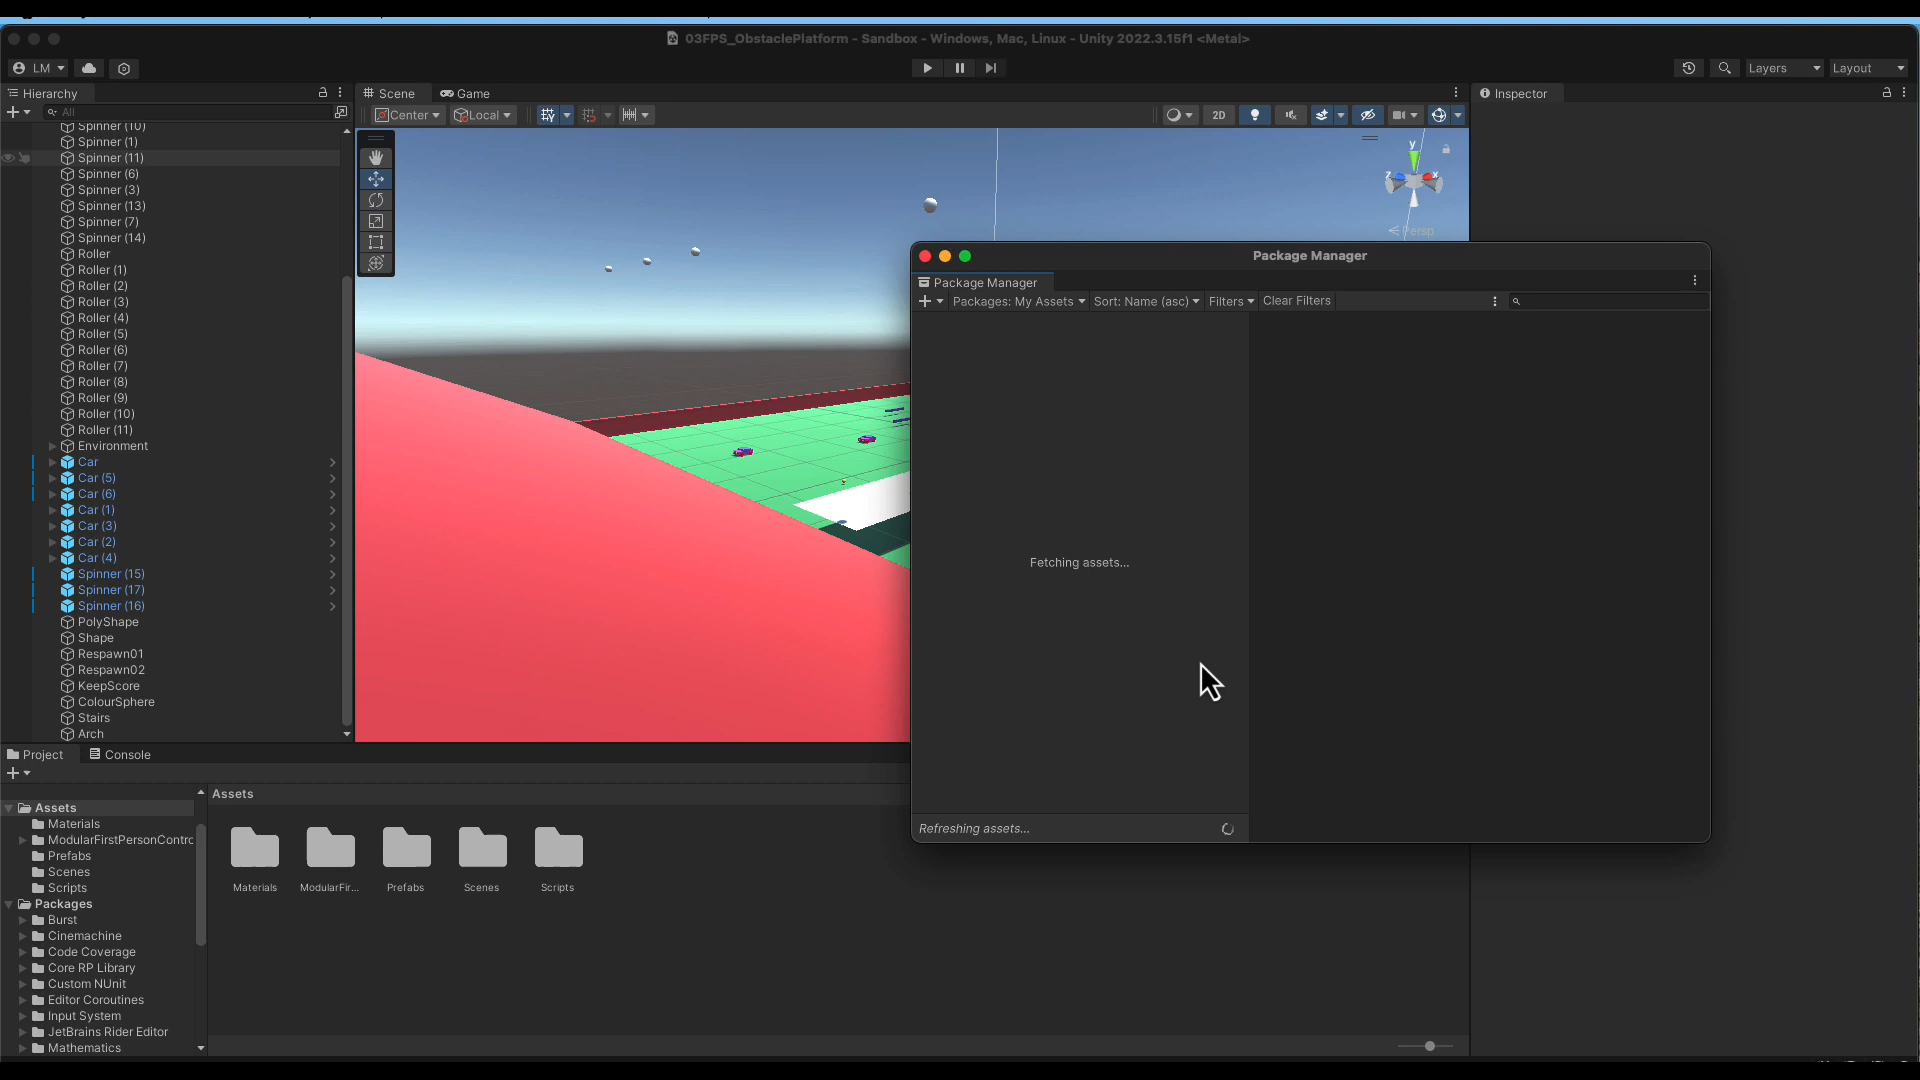 03FPS_ObstaclePlatform - Sandbox - Windows, Mac, Linux - Unity 2022.3.15f1 <Metal>
LM
Layers
Layout
Hierarchy
All
Spinner (10)
Spinner (1)
Spinner (11)
Spinner (6)
Spinner (3)
Spinner (13)
Spinner (7)
Spinner (14)
Roller
Roller (1)
Roller (2)
Roller (3)
Roller (4)
Roller (5)
Roller (6)
Roller (7)
Roller (8)
Roller (9)
Roller (10)
Roller (11)
Environment
Car
Car (5)
Car (6)
Car (1)
Car (3)
Car (2)
Car (4)
Spinner (15)
Spinner (17)
Spinner (16)
PolyShape
Shape
Respawn01
Respawn02
KeepScore
ColourSphere
Stairs
Arch
Scene
Game
Center
Local
2D
y
z
x
Persp
Inspector
Package Manager
Package Manager
Packages: My Assets
Sort: Name (asc)
Filters
Clear Filters
Fetching assets...
Refreshing assets...
Project
Console
Assets
Materials
ModularFirstPersonContro
Prefabs
Scenes
Scripts
Packages
Burst
Cinemachine
Code Coverage
Core RP Library
Custom NUnit
Editor Coroutines
Input System
JetBrains Rider Editor
Mathematics
Assets
Materials
ModularFir...
Prefabs
Scenes
Scripts